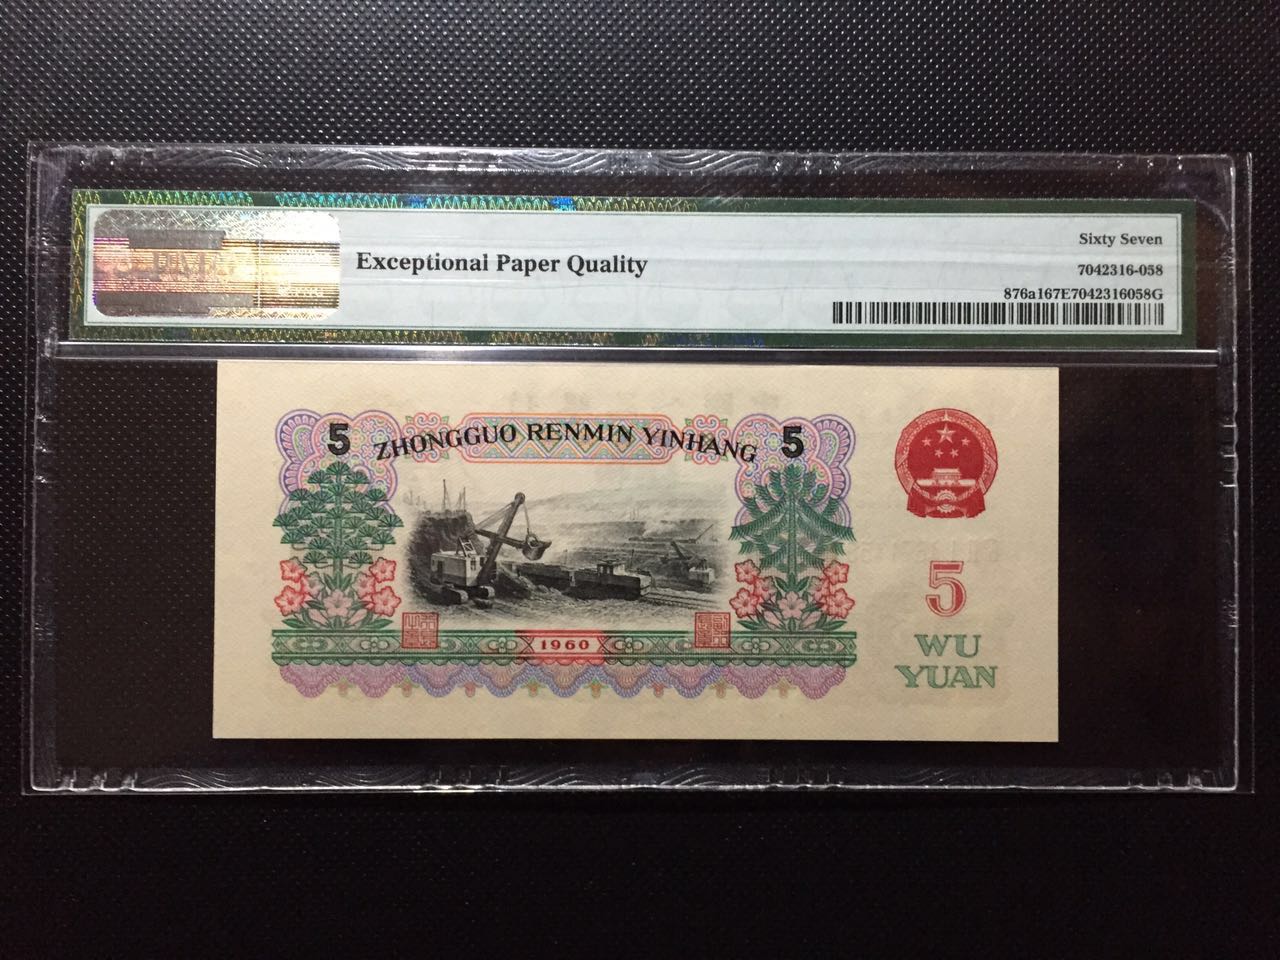 Exceptional Paper Quality
Sixty Seven
7042316-058
876a167E7042316058G
5 ZHONGGUO RENMIN YINHANG 5
1960
5
WU
YUAN